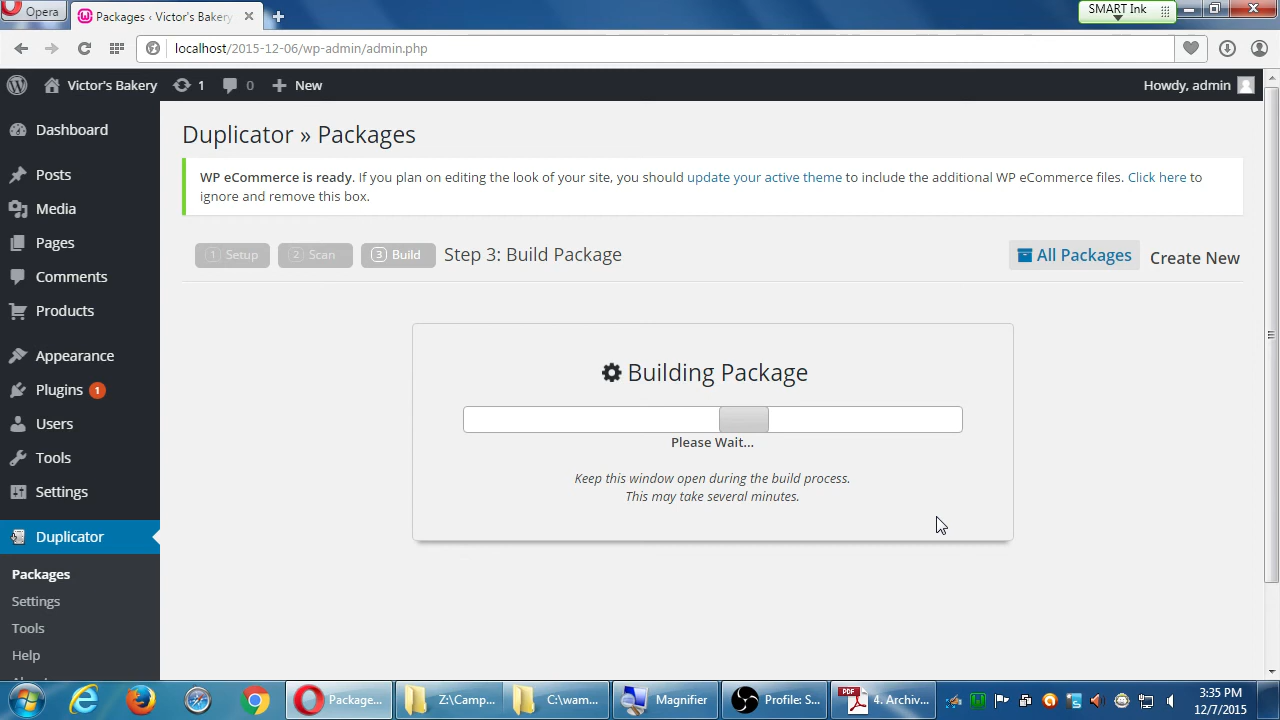 Opera
Packages ‹ Victor's Bakery
SMART Ink
localhost/2015-12-06/wp-admin/admin.php
Victor's Bakery
1
0
New
Howdy, admin
Dashboard
Posts
Media
Pages
Comments
Products
Appearance
Plugins 1
Users
Tools
Settings
Duplicator
Packages
Settings
Tools
Help
Duplicator » Packages
WP eCommerce is ready. If you plan on editing the look of your site, you should update your active theme to include the additional WP eCommerce files. Click here to
ignore and remove this box.
1 Setup
2 Scan
3 Build
Step 3: Build Package
All Packages
Create New
Building Package
Please Wait...
Keep this window open during the build process.
This may take several minutes.
Package...
Z:\Camp...
C:\wam...
Magnifier
Profile: S...
PDF
4. Archiv...
3:35 PM
12/7/2015